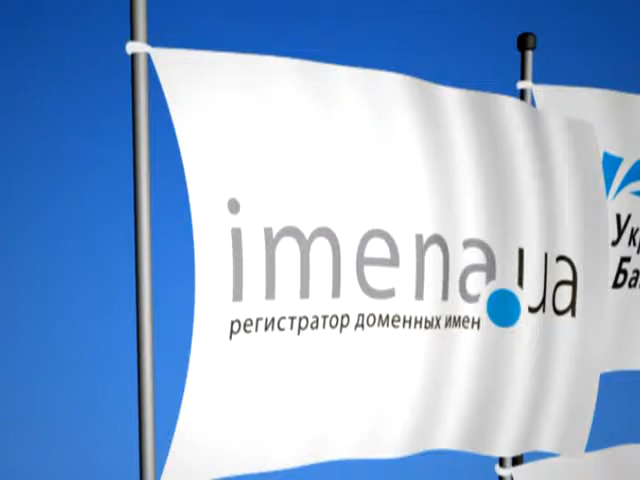 imena.ua
регистратор доменных имен